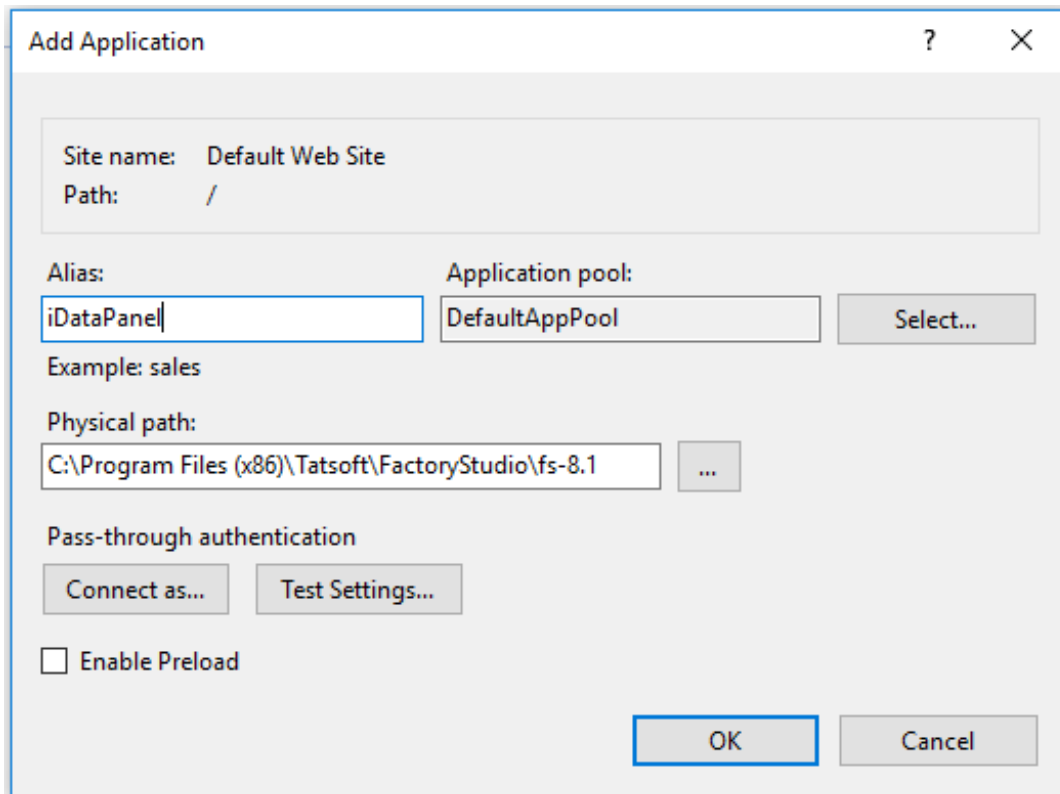 Add Application
?
Site name: Default Web Site
Path: /
Alias:
Application pool:
iDataPanel
DefaultAppPool
Select...
Example: sales
Physical path:
C:\Program Files (x86)\Tatsoft\FactoryStudio\fs-8.1
...
Pass-through authentication
Connect as...
Test Settings...
Enable Preload
OK
Cancel